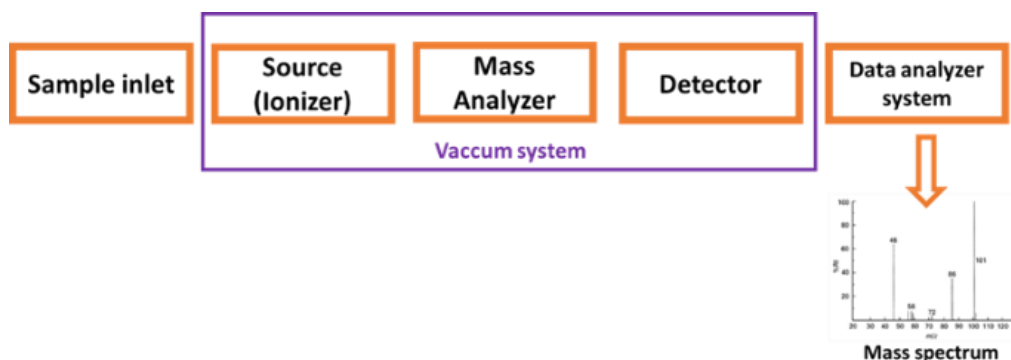 Sample inlet
Source
(Ionizer)
Mass
Analyzer
Detector
Data analyzer
system
Vaccum system
100
80
60
40
20
46
58
72
86
101
20 30 40 50 60 70 80 90 100 110 120
m/z
Mass spectrum